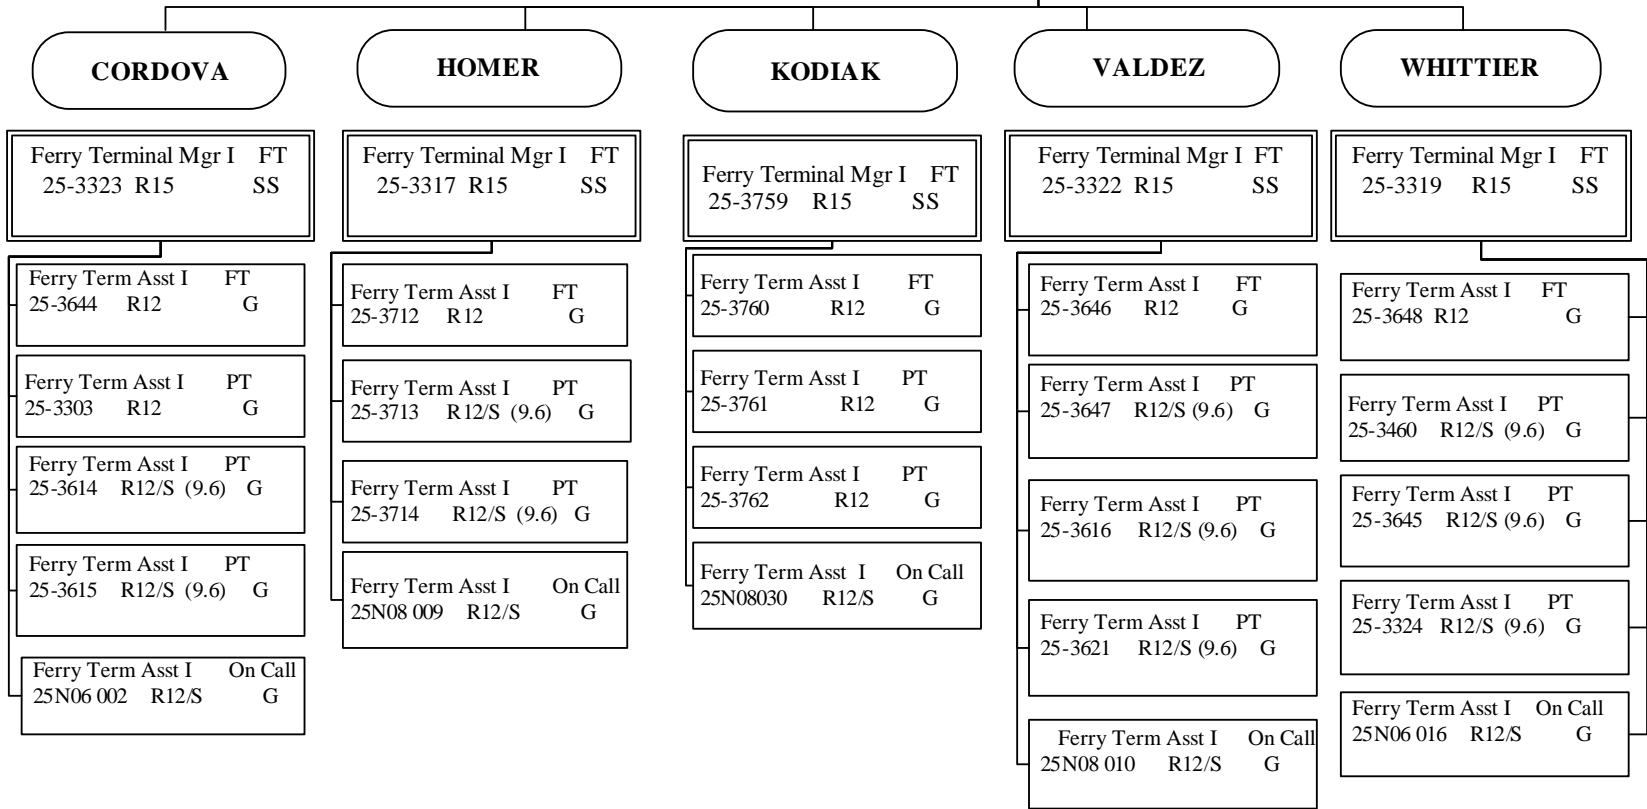 CORDOVA
Ferry Terminal Mgr I FT
25-3323 R15 SS
Ferry Term Asst I FT
25-3644 R12 G
Ferry Term Asst I PT
25-3303 R12 G
Ferry Term Asst I PT
25-3614 R12/S (9.6) G
Ferry Term Asst I PT
25-3615 R12/S (9.6) G
Ferry Term Asst I On Call
25N06 002 R12/S G
HOMER
Ferry Terminal Mgr I FT
25-3317 R15 SS
Ferry Term Asst I FT
25-3712 R12 G
Ferry Term Asst I PT
25-3713 R12/S (9.6) G
Ferry Term Asst I PT
25-3714 R12/S (9.6) G
Ferry Term Asst I On Call
25N08 009 R12/S G
KODIAK
Ferry Terminal Mgr I FT
25-3759 R15 SS
Ferry Term Asst I FT
25-3760 R12 G
Ferry Term Asst I PT
25-3761 R12 G
Ferry Term Asst I PT
25-3762 R12 G
Ferry Term Asst I On Call
25N08030 R12/S G
VALDEZ
Ferry Terminal Mgr I FT
25-3322 R15 SS
Ferry Term Asst I FT
25-3646 R12 G
Ferry Term Asst I PT
25-3647 R12/S (9.6) G
Ferry Term Asst I PT
25-3616 R12/S (9.6) G
Ferry Term Asst I PT
25-3621 R12/S (9.6) G
Ferry Term Asst I On Call
25N08 010 R12/S G
WHITTIER
Ferry Terminal Mgr I FT
25-3319 R15 SS
Ferry Term Asst I FT
25-3648 R12 G
Ferry Term Asst I PT
25-3460 R12/S (9.6) G
Ferry Term Asst I PT
25-3645 R12/S (9.6) G
Ferry Term Asst I PT
25-3324 R12/S (9.6) G
Ferry Term Asst I On Call
25N06 016 R12/S G